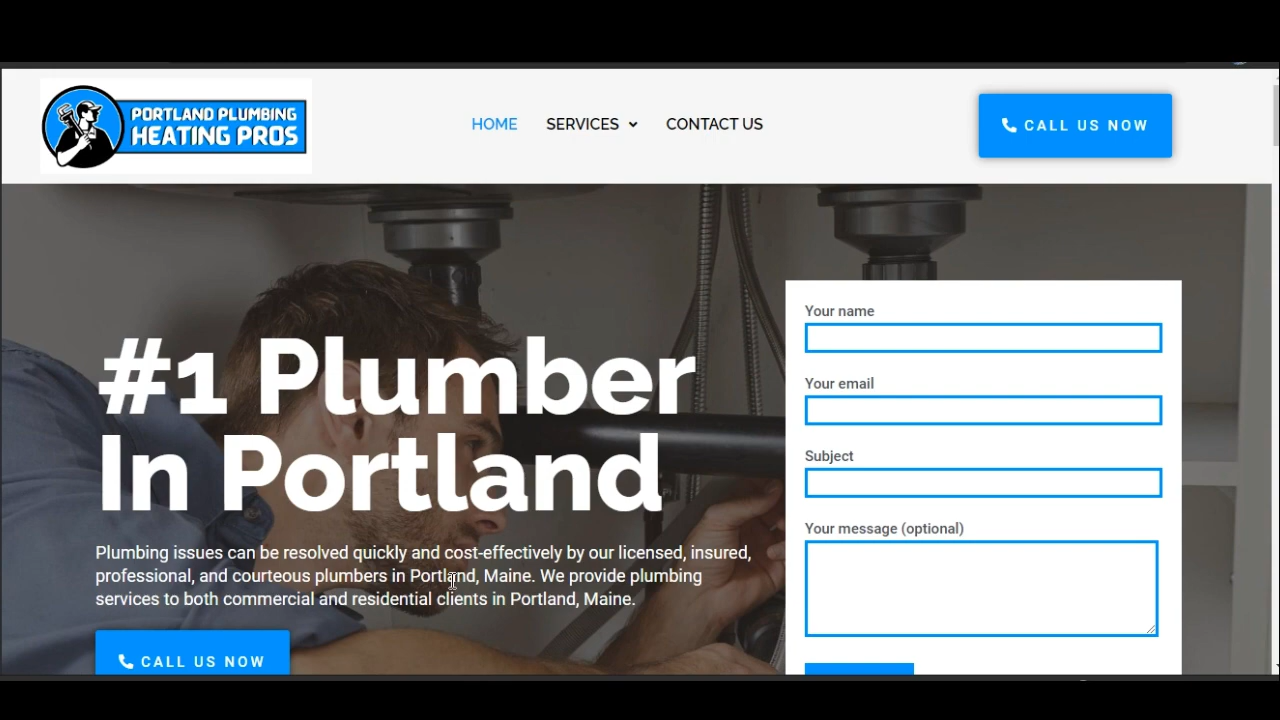 PORTLAND PLUMBING
HEATING PROS
HOME SERVICES CONTACT US
CALL US NOW
#1 Plumber
In Portland
Plumbing issues can be resolved quickly and cost-effectively by our licensed, insured,
professional, and courteous plumbers in Portland, Maine. We provide plumbing
services to both commercial and residential clients in Portland, Maine.
CALL US NOW
Your name
Your email
Subject
Your message (optional)